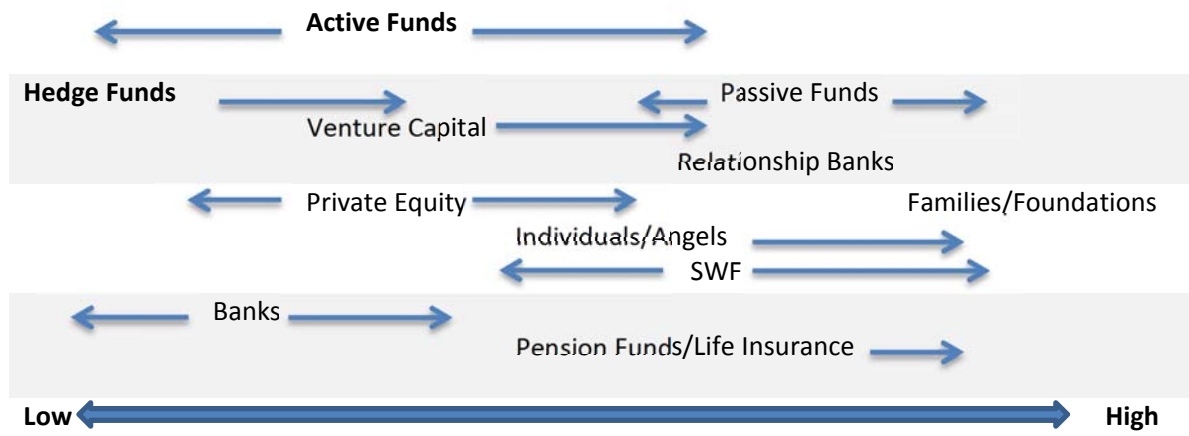 Active Funds
Hedge Funds
Passive Funds
Venture Capital
Relationship Banks
Private Equity
Families/Foundations
Individuals/Angels
SWF
Banks
Pension Funds/Life Insurance
Low
High